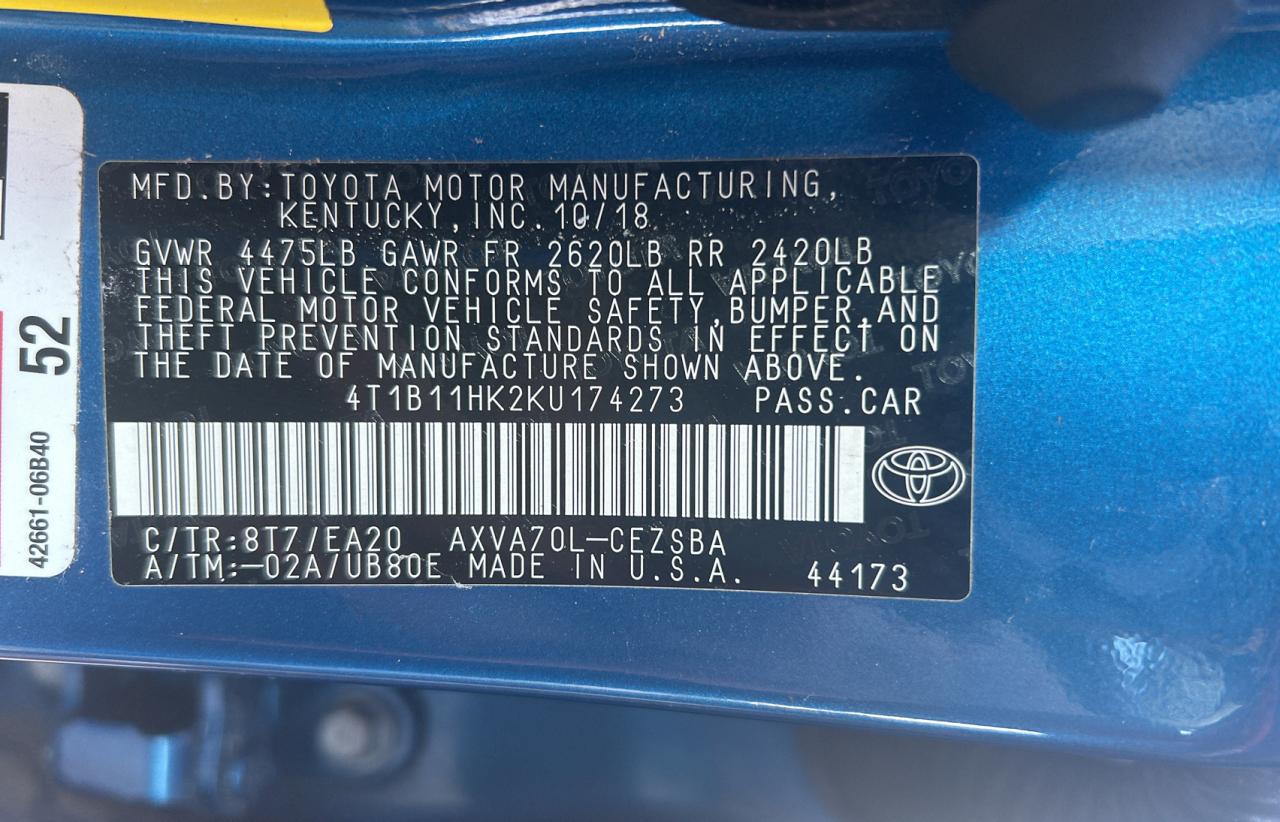 MFD.BY:TOYOTA MOTOR MANUFACTURING,
KENTUCKY, INC. 10/18
GVWR 4475LB GAWR FR 2620LB RR 2420LB
THIS VEHICLE CONFORMS TO ALL APPLICABLE
FEDERAL MOTOR VEHICLE SAFETY,BUMPER,AND
THEFT PREVENTION STANDARDS IN EFFECT ON
THE DATE OF MANUFACTURE SHOWN ABOVE.
4T1B11HK2KU174273 PASS.CAR
C/TR:8T7/EA20 AXVA70L-CEZSBA
A/TM:-02A/UB80E MADE IN U.S.A. 44173
52
42661-06B40